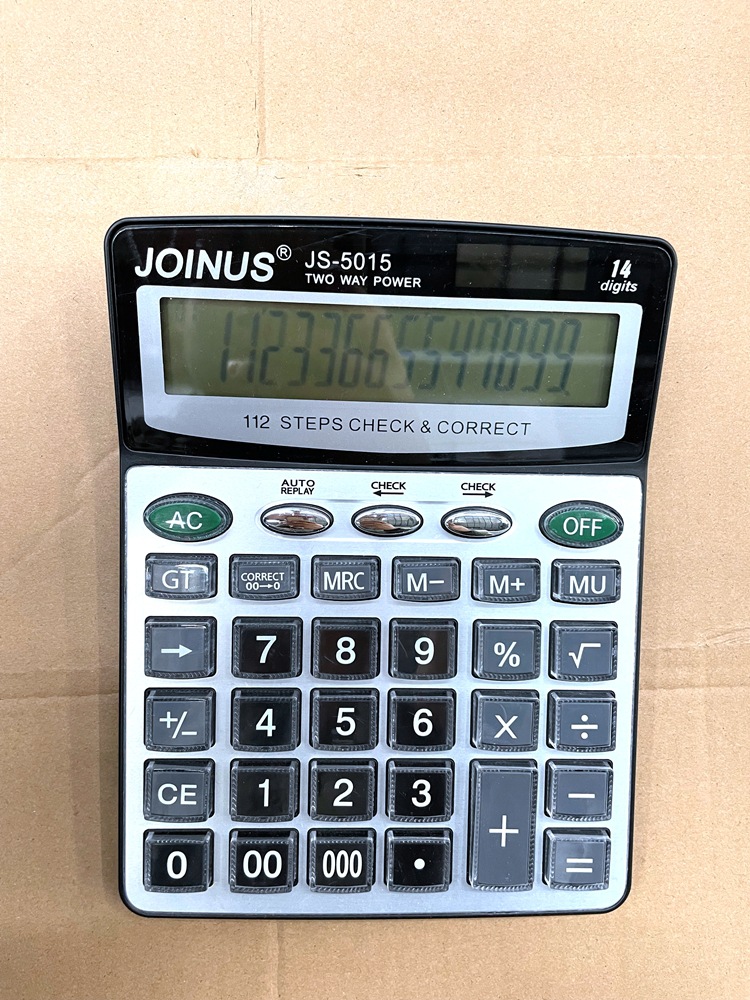 JOINUS® JS-5015
TWO WAY POWER
14
digits
112 STEPS CHECK & CORRECT
AUTO REPLAY
CHECK ←
CHECK →
AC
OFF
GT CORRECT 00→0 MRC M− M+ MU
→ 7 8 9 % √
+/− 4 5 6 X ÷
CE 1 2 3 + −
0 00 000 • =